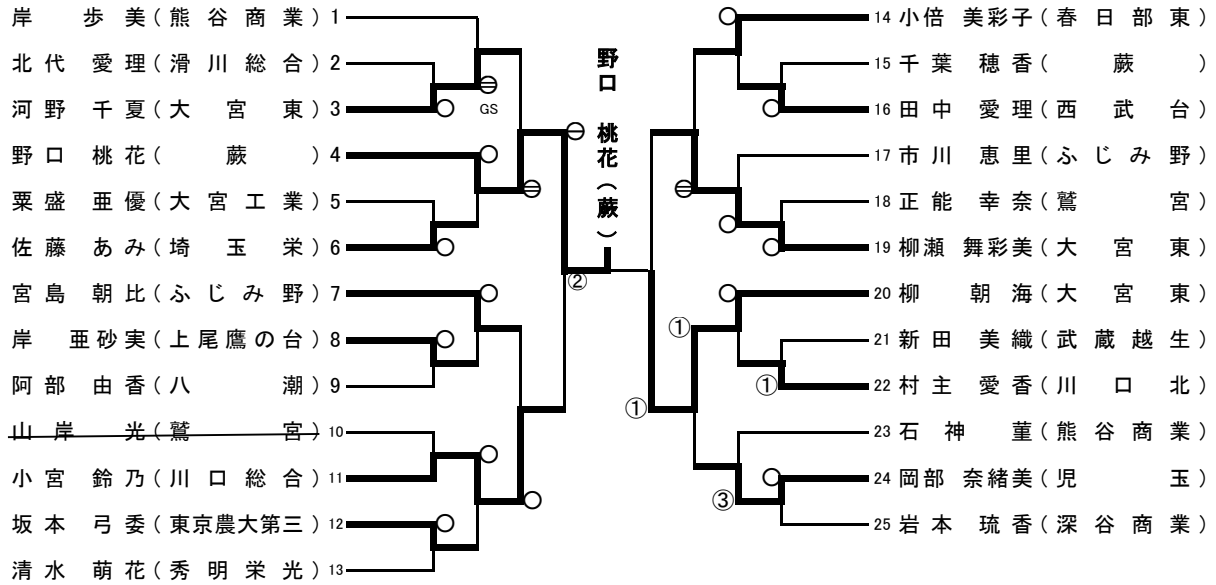 岸 歩美(熊谷商業) 1
北代 愛理(滑川総合) 2
河野 千夏(大宮東) 3
GS
野口 桃花(蕨) 4
粟盛 亜優(大宮工業) 5
佐藤 あみ(埼玉栄) 6
宮島 朝比(ふじみ野) 7
岸 亜砂実(上尾鷹の台) 8
阿部 由香(八潮) 9
山岸 光(鷲宮) 10
小宮 鈴乃(川口総合) 11
坂本 弓委(東京農大第三) 12
清水 萌花(秀明栄光) 13
野口 桃花(蕨)
②
14 小倍 美彩子(春日部東)
15 千葉 穂香(蕨)
16 田中 愛理(西武台)
17 市川 恵里(ふじみ野)
18 正能 幸奈(鷲宮)
19 柳瀬 舞彩美(大宮東)
20 柳 朝海(大宮東)
①
21 新田 美織(武蔵越生)
①
22 村主 愛香(川口北)
①
23 石神 菫(熊谷商業)
24 岡部 奈緒美(児玉)
③
25 岩本 琉香(深谷商業)